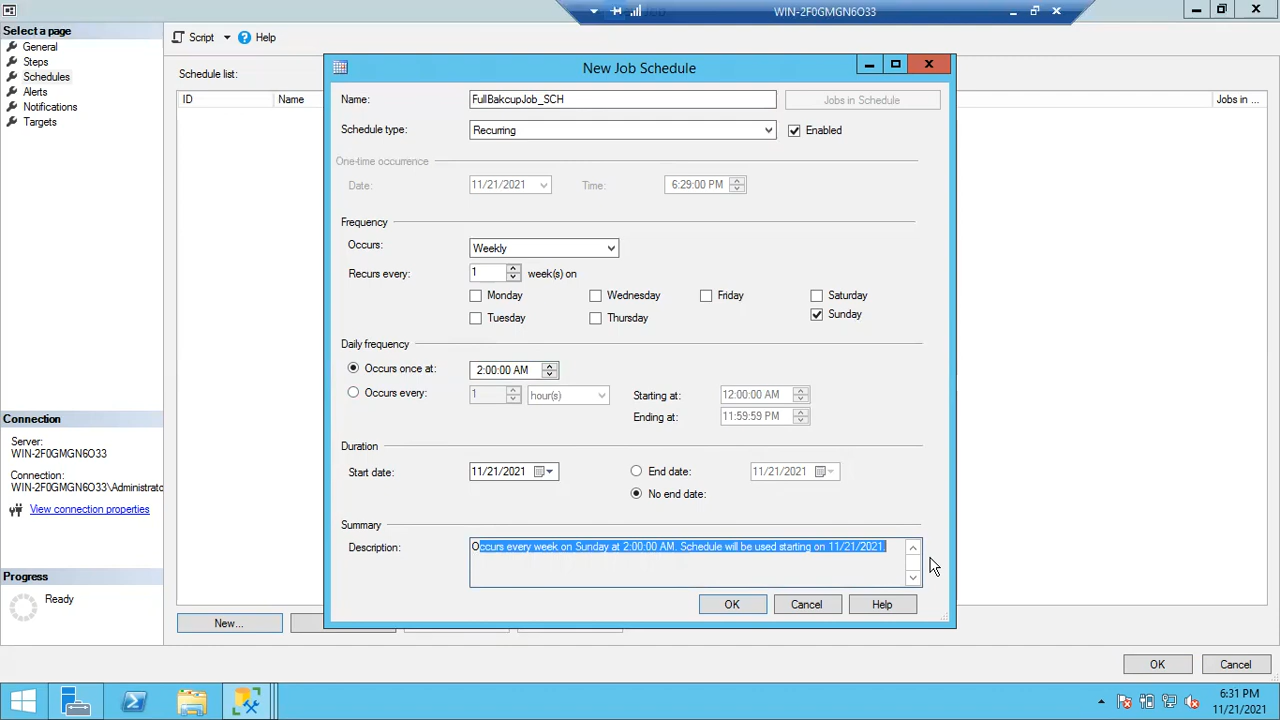 Job
WIN-2F0GMGN6O33
Select a page
General
Steps
Schedules
Alerts
Notifications
Targets
Script
Help
Schedule list:
ID
Name
Jobs in ...
New Job Schedule
Name:
FullBakcupJob_SCH
Jobs in Schedule
Schedule type:
Recurring
Enabled
One-time occurrence
Date:
11/21/2021
Time:
6:29:00 PM
Frequency
Occurs:
Weekly
Recurs every:
1
week(s) on
Monday
Wednesday
Friday
Saturday
Tuesday
Thursday
Sunday
Daily frequency
Occurs once at:
2:00:00 AM
Occurs every:
1
hour(s)
Starting at:
12:00:00 AM
Ending at:
11:59:59 PM
Duration
Start date:
11/21/2021
End date:
11/21/2021
No end date:
Summary
Description:
Occurs every week on Sunday at 2:00:00 AM. Schedule will be used starting on 11/21/2021.
OK
Cancel
Help
Connection
Server:
WIN-2F0GMGN6O33
Connection:
WIN-2F0GMGN6O33\Administrato
View connection properties
Progress
Ready
New...
OK
Cancel
6:31 PM
11/21/2021